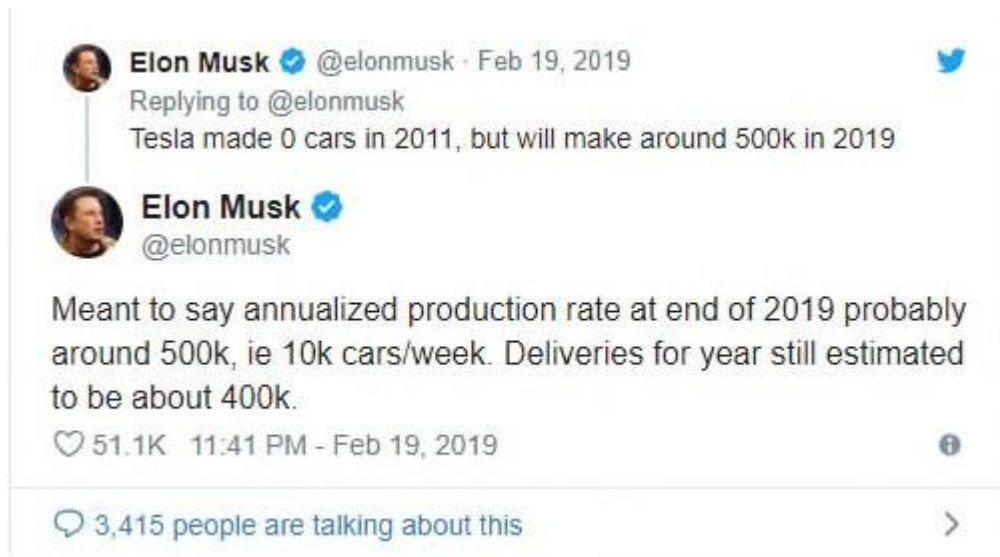 Elon Musk @elonmusk · Feb 19, 2019
Replying to @elonmusk
Tesla made 0 cars in 2011, but will make around 500k in 2019
Elon Musk
@elonmusk
Meant to say annualized production rate at end of 2019 probably
around 500k, ie 10k cars/week. Deliveries for year still estimated
to be about 400k.
51.1K 11:41 PM - Feb 19, 2019
3,415 people are talking about this